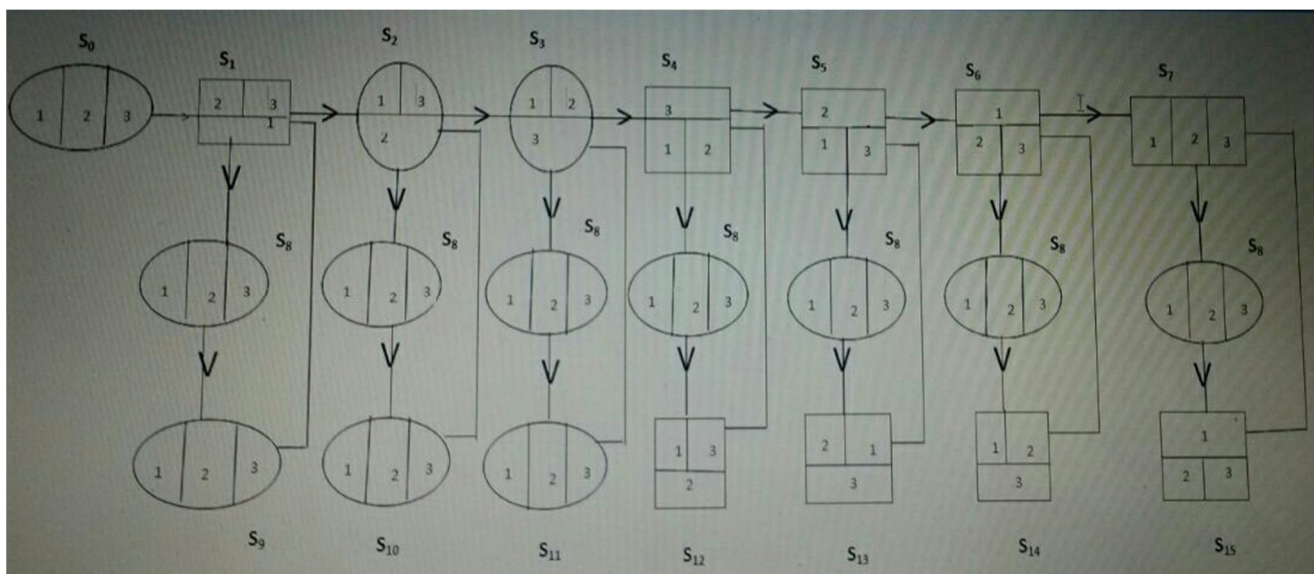 S₀ S₁ S₂ S₃ S₄ S₅ S₆ S₇
1 2 3
2 3
1
1 3
2
1 2
3
3
1 2
2
1 3
1
2 3
1 2 3
S₈ S₈ S₈ S₈ S₈ S₈ S₈
1 2 3 1 2 3 1 2 3 1 2 3 1 2 3 1 2 3 1 2 3
1 2 3
1 2 3
1 2 3
1 3
2
2 1
3
1 2
3
1
2 3
S₉ S₁₀ S₁₁ S₁₂ S₁₃ S₁₄ S₁₅